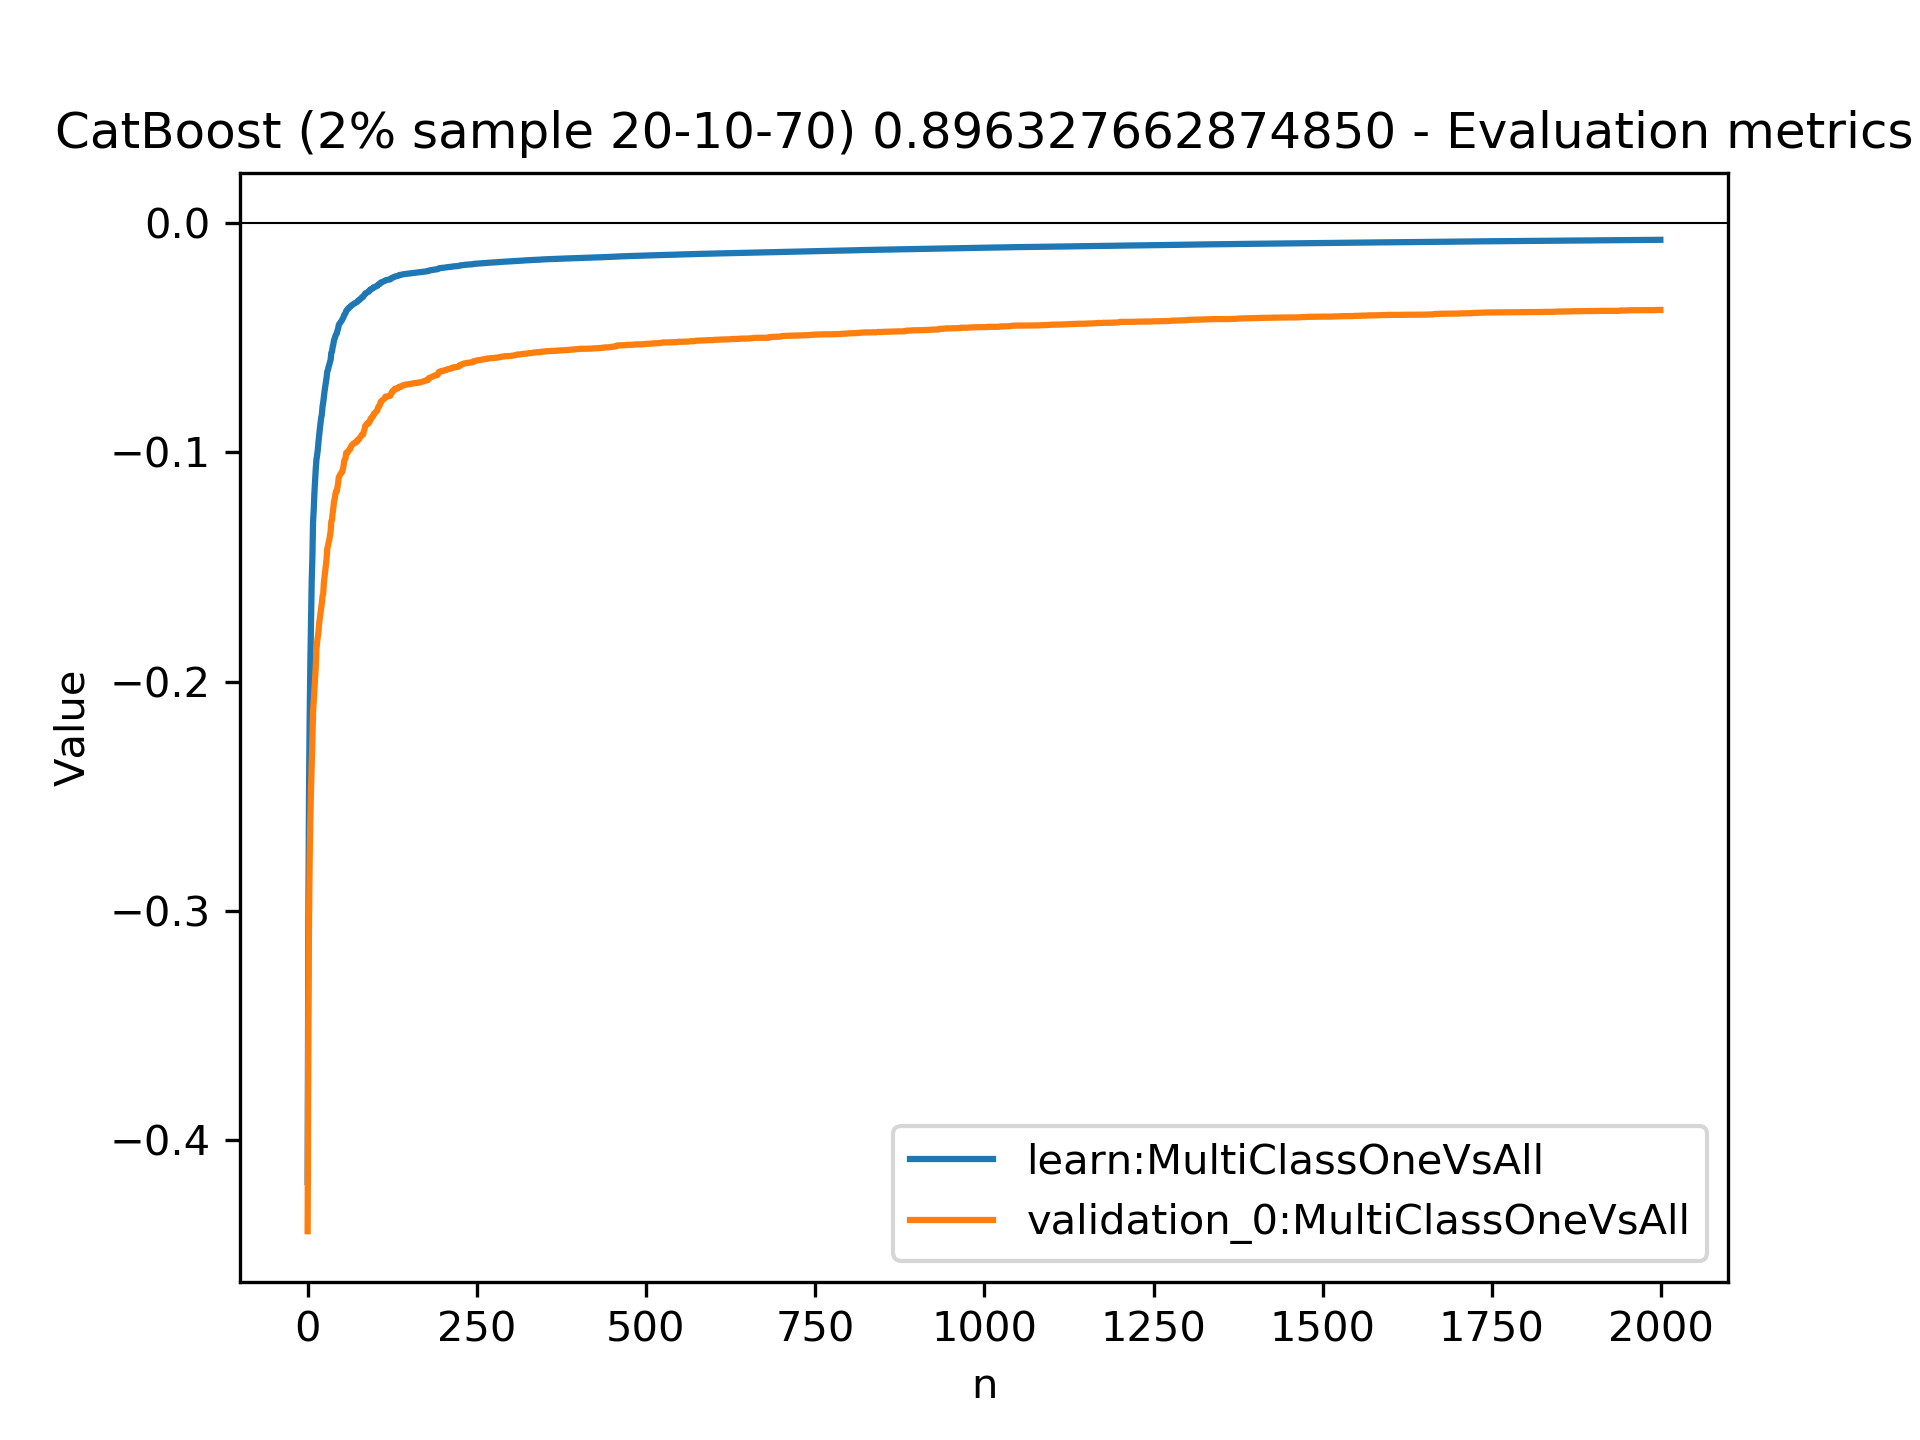 CatBoost (2% sample 20-10-70) 0.896327662874850 - Evaluation metrics
0.0
−0.1
−0.2
−0.3
−0.4
Value
learn:MultiClassOneVsAll
validation_0:MultiClassOneVsAll
0 250 500 750 1000 1250 1500 1750 2000
n